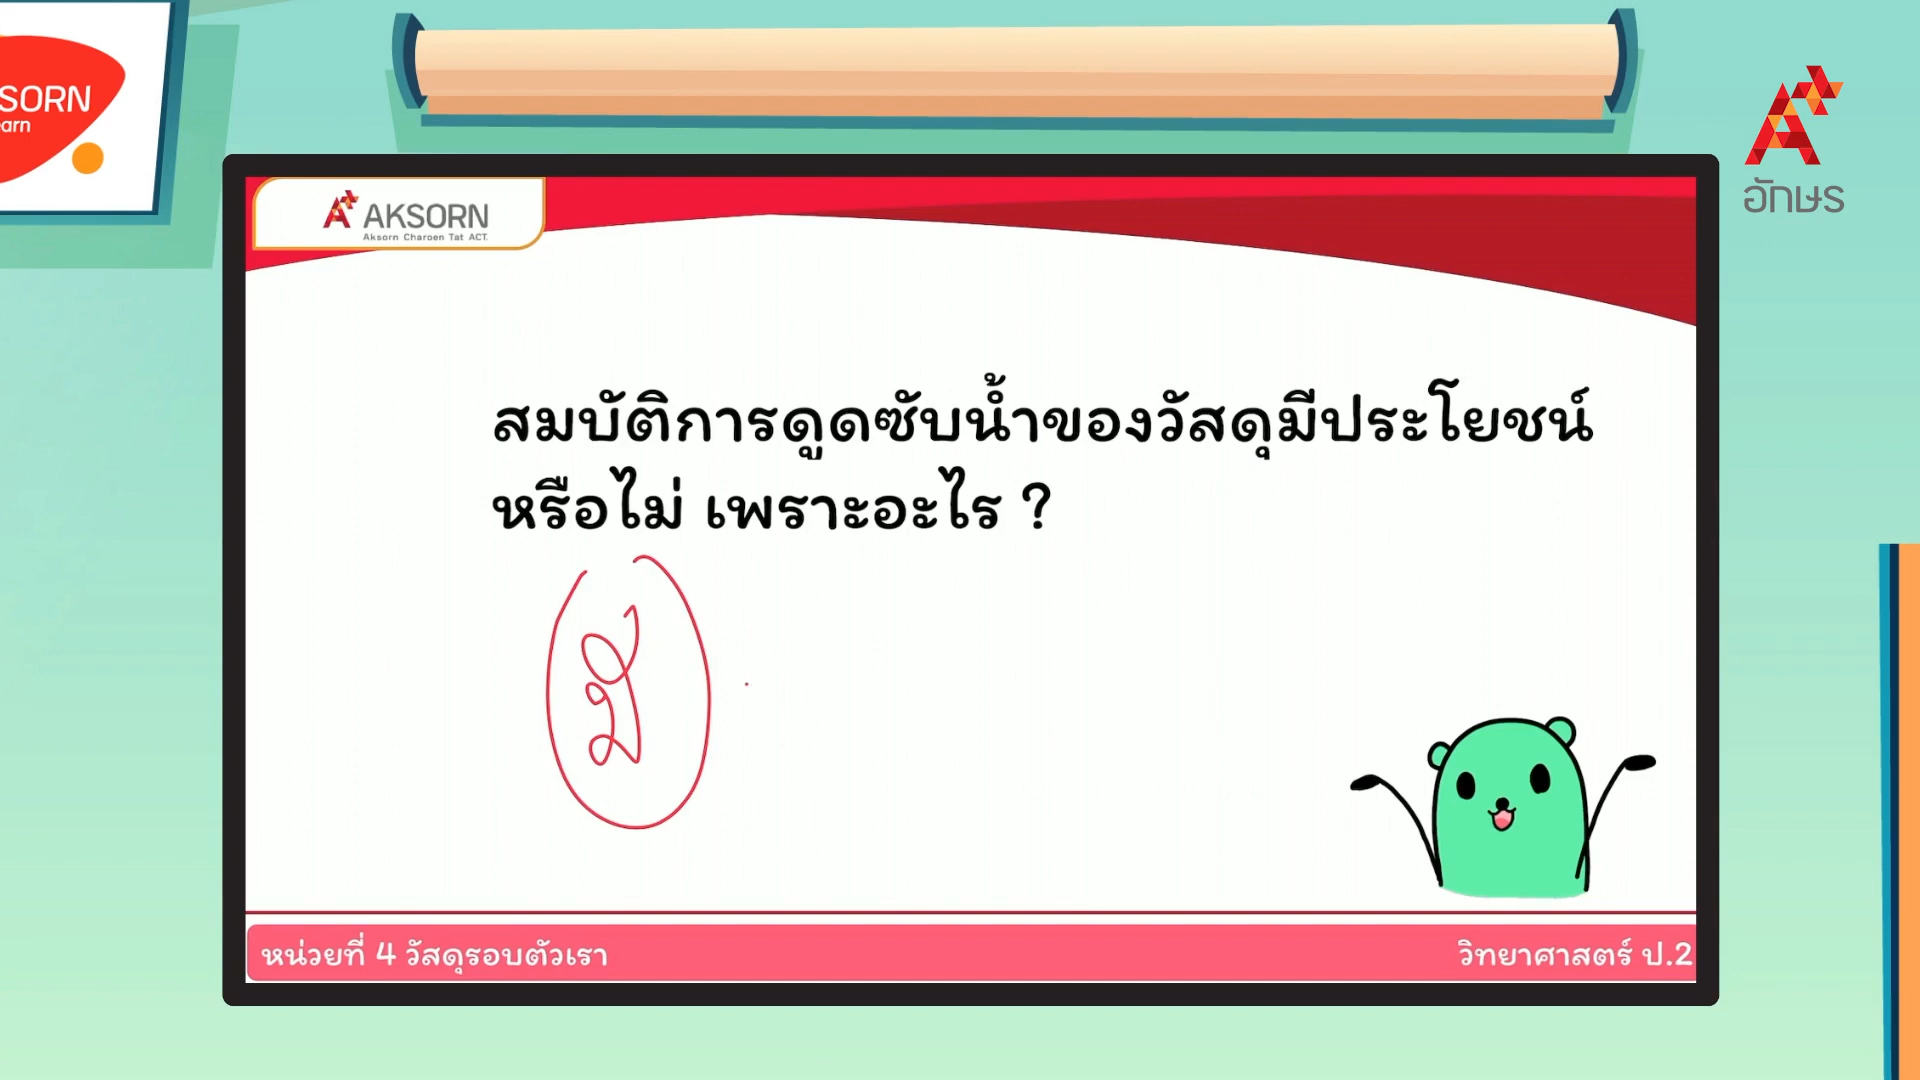 SORN
arn
อักษร
AKSORN
Aksorn Charoen Tat ACT.
สมบัติการดูดซับน้ำของวัสดุมีประโยชน์
หรือไม่ เพราะอะไร ?
มี
หน่วยที่ 4 วัสดุรอบตัวเรา
วิทยาศาสตร์ ป.2